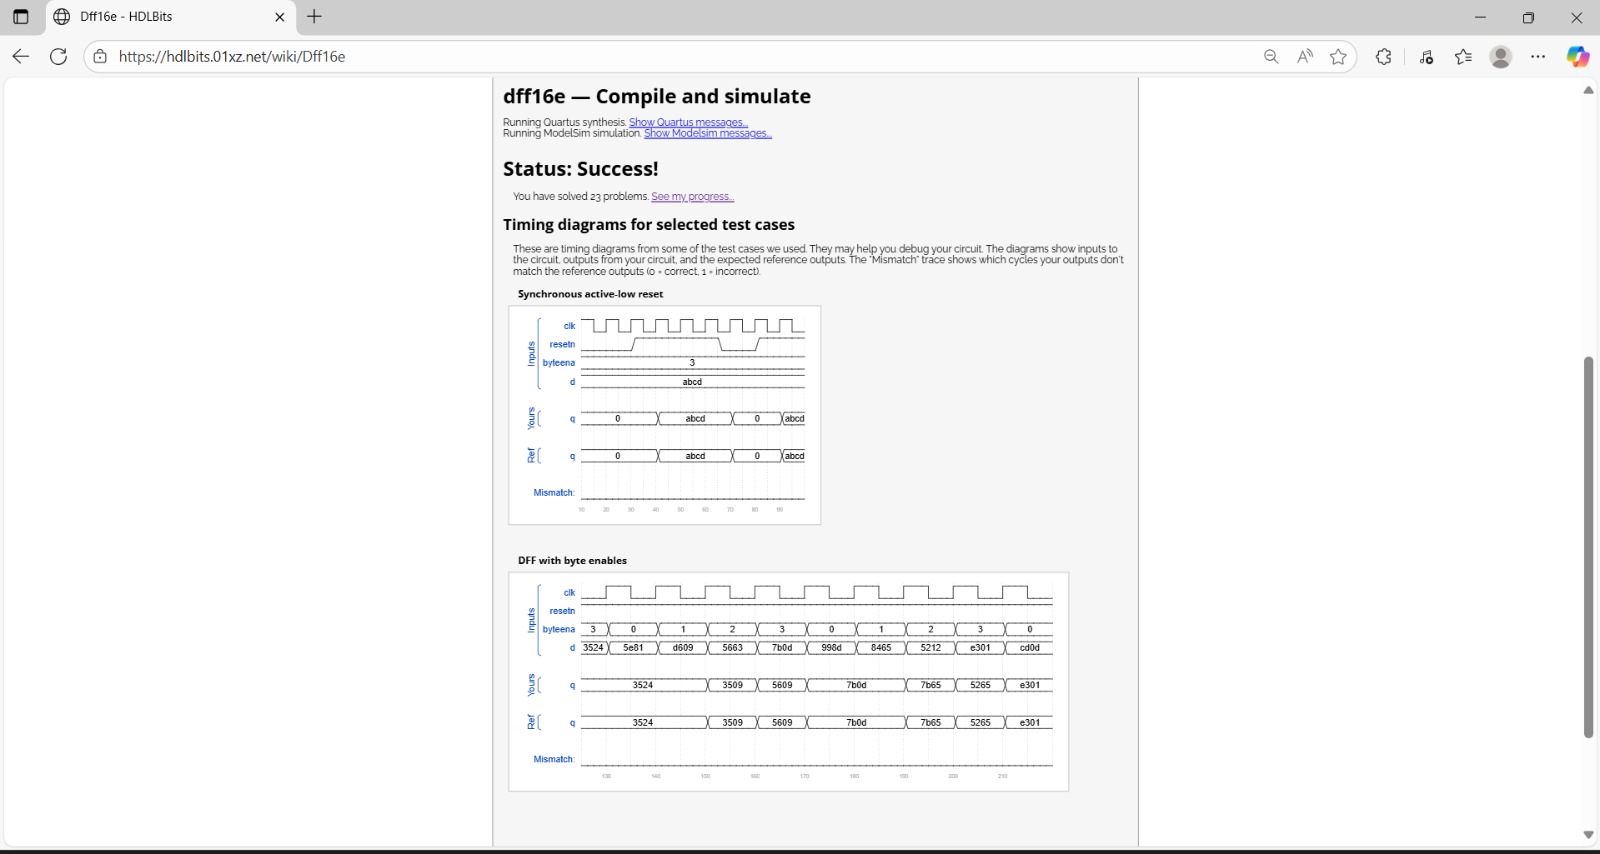 Dff16e - HDLBits
https://hdlbits.01xz.net/wiki/Dff16e
dff16e — Compile and simulate
Running Quartus synthesis. Show Quartus messages...
Running ModelSim simulation. Show Modelsim messages...
Status: Success!
You have solved 23 problems. See my progress...
Timing diagrams for selected test cases
These are timing diagrams from some of the test cases we used. They may help you debug your circuit. The diagrams show inputs to
the circuit, outputs from your circuit, and the expected reference outputs. The "Mismatch" trace shows which cycles your outputs don't
match the reference outputs (0 = correct, 1 = incorrect).
Synchronous active-low reset
Inputs
clk
resetn
byteena 3
d abcd
Yours q 0 abcd 0 abcd
Ref q 0 abcd 0 abcd
Mismatch:
10 20 30 40 50 60 70 80 90
DFF with byte enables
Inputs
clk
resetn
byteena 3 0 1 2 3 0 1 2 3 0
d 3524 5e81 d609 5663 7b0d 998d 8465 5212 e301 cd0d
Yours q 3524 3509 5609 7b0d 7b65 5265 e301
Ref q 3524 3509 5609 7b0d 7b65 5265 e301
Mismatch:
130 140 150 160 170 180 190 200 210